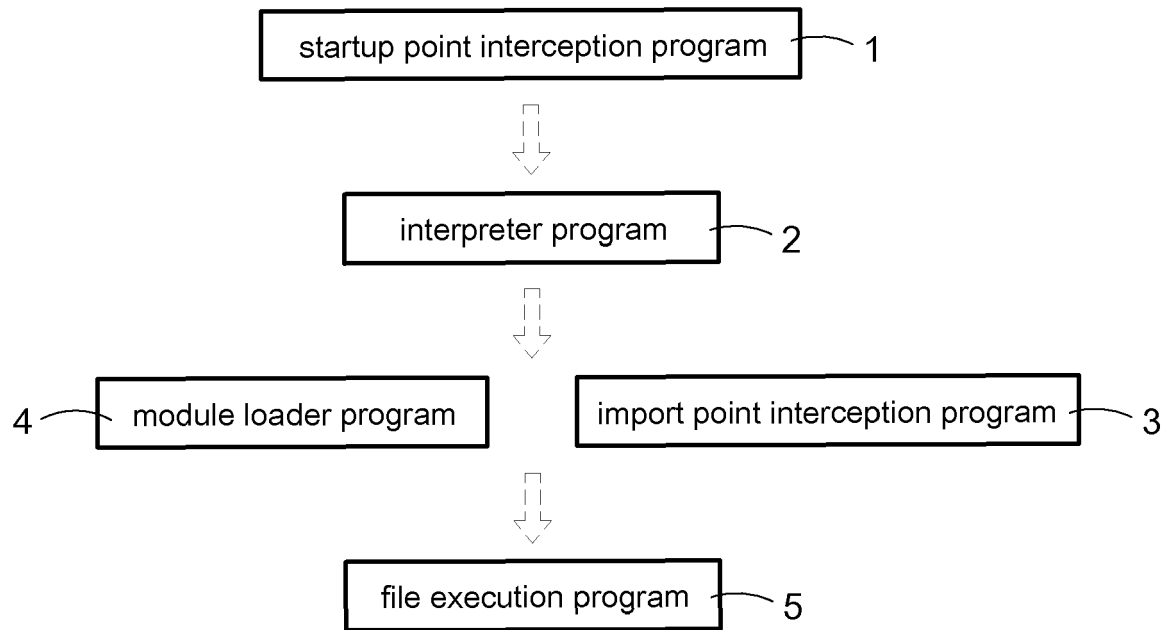 startup point interception program 1
interpreter program 2
4 module loader program import point interception program 3
file execution program 5